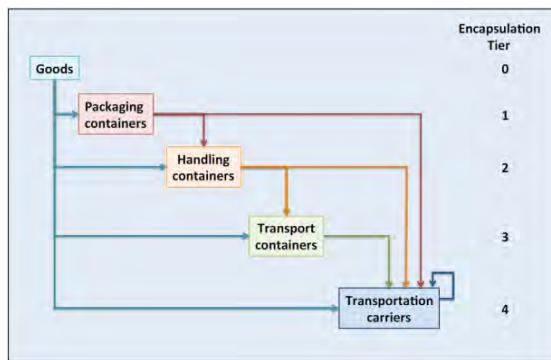 Encapsulation
Tier
Goods
0
Packaging
containers
1
Handling
containers
2
Transport
containers
3
Transportation
carriers
4